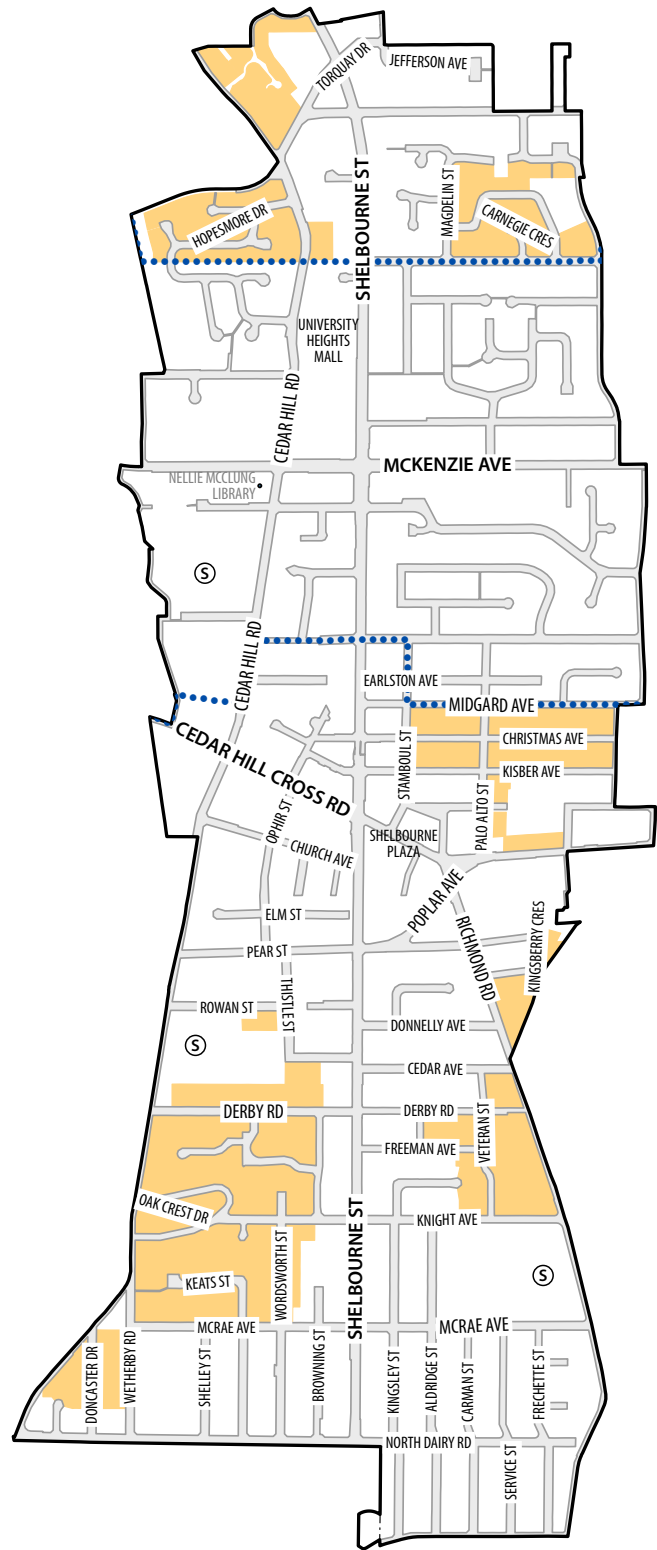 TORQUAY DR
JEFFERSON AVE
SHELBOURNE ST
MAGDELIN ST
CARNEGIE CRES
HOPESMORE DR
UNIVERSITY
HEIGHTS
MALL
CEDAR HILL RD
MCKENZIE AVE
NELLIE MCCLUNG
LIBRARY
S
CEDAR HILL RD
EARLSTON AVE
MIDGARD AVE
STAMBOUL ST
CHRISTMAS AVE
KISBER AVE
CEDAR HILL CROSS RD
OPHIR ST
PALO ALTO ST
SHELBOURNE
PLAZA
CHURCH AVE
POPLAR AVE
ELM ST
RICHMOND RD
KINGSBERRY CRES
PEAR ST
THISTLE ST
ROWAN ST
DONNELLY AVE
S
CEDAR AVE
DERBY RD
DERBY RD
VETERAN ST
FREEMAN AVE
OAK CREST DR
SHELBOURNE ST
KNIGHT AVE
WORDSWORTH ST
S
KEATS ST
MCRAE AVE
MCRAE AVE
DONCASTER DR
WETHERBY RD
SHELLEY ST
BROWNING ST
KINGSLEY ST
ALDRIDGE ST
CARMAN ST
FRECHETTE ST
NORTH DAIRY RD
SERVICE ST